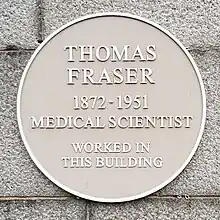 THOMAS
FRASER
1872-1951
MEDICAL SCIENTIST
WORKED IN
THIS BUILDING